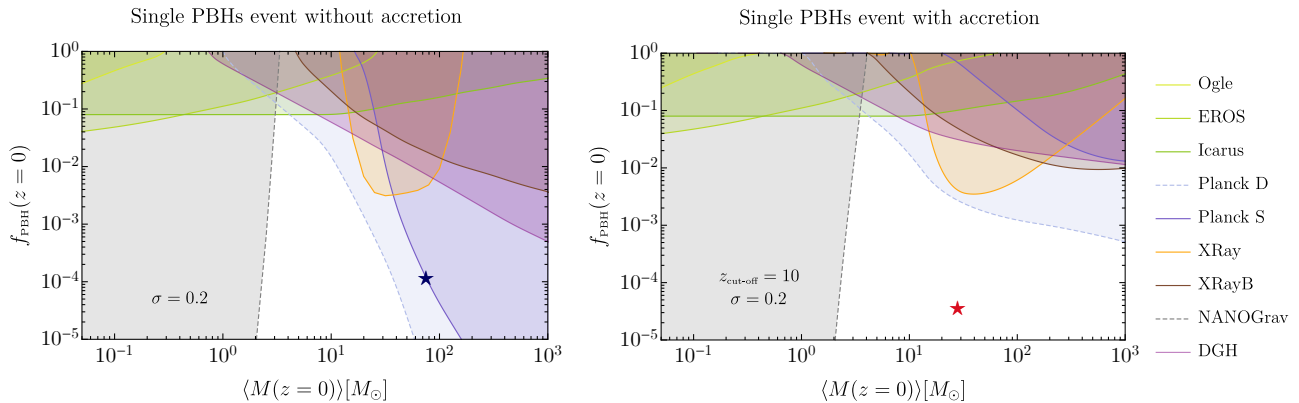 Single PBHs event without accretion
Single PBHs event with accretion
f_PBH(z = 0)
10^0
10^−1
10^−2
10^−3
10^−4
10^−5
σ = 0.2
10^−1
10^0
10^1
10^2
10^3
⟨M(z = 0)⟩[M_⊙]
f_PBH(z = 0)
10^0
10^−1
10^−2
10^−3
10^−4
10^−5
z_cut-off = 10
σ = 0.2
10^−1
10^0
10^1
10^2
10^3
⟨M(z = 0)⟩[M_⊙]
Ogle
EROS
Icarus
Planck D
Planck S
XRay
XRayB
NANOGrav
DGH